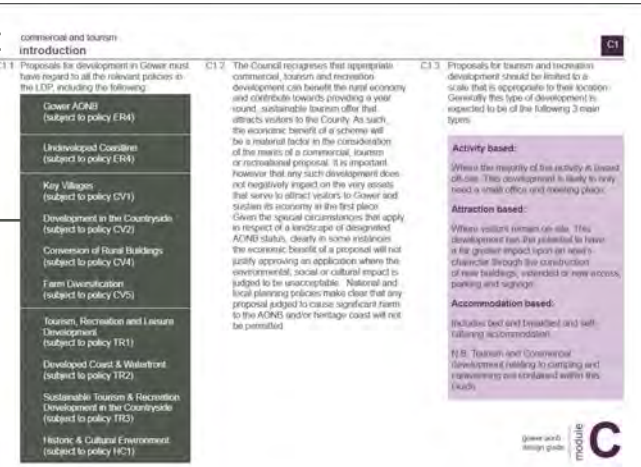 commercial and tourism
introduction
C1
C1.1 Proposals for development in Gower must
have regard to all the relevant policies in
the LDP, including the following:
Gower AONB
(subject to policy ER4)
Undeveloped Coastline
(subject to policy ER4)
Key Villages
(subject to policy CV1)
Development in the Countryside
(subject to policy CV2)
Conversion of Rural Buildings
(subject to policy CV4)
Farm Diversification
(subject to policy CV5)
Tourism, Recreation and Leisure
Development
(subject to policy TR1)
Developed Coast & Waterfront
(subject to policy TR2)
Sustainable Tourism & Recreation
Development in the Countryside
(subject to policy TR3)
Historic & Cultural Environment
(subject to policy HC1)
C1.2 The Council recognises that appropriate
commercial, tourism and recreation
development can benefit the rural economy
and contribute towards providing a year
round, sustainable tourism offer that
attracts visitors to the County. As such,
the economic benefit of a scheme will
be a material factor in the consideration
of the merits of a commercial, tourism
or recreational proposal. It is important
however that any such development does
not negatively impact on the very assets
that serve to attract visitors to Gower and
sustain its economy in the first place.
Given the special circumstances that apply
in respect of a landscape of designated
AONB status, clearly in some instances
the economic benefit of a proposal will not
justify approving an application where the
environmental, social or cultural impact is
judged to be unacceptable. National and
local planning policies make clear that any
proposal judged to cause significant harm
to the AONB and/or heritage coast will not
be permitted.
C1.3 Proposals for tourism and recreation
development should be limited to a
scale that is appropriate to their location.
Generally this type of development is
expected to be of the following 3 main
types:
Activity based:
Where the majority of the activity is based
off-site. This development is likely to only
need a small office and meeting place.
Attraction based:
Where visitors remain on-site. This
development has the potential to have
a far greater impact upon an area's
character through the construction
of new buildings, extended or new access,
parking and signage.
Accommodation based:
Includes bed and breakfast and self-
catering accommodation.
N.B. Tourism and Commercial
development relating to camping and
caravanning are contained within this
Guide.
gower aonb
design guide
module
C